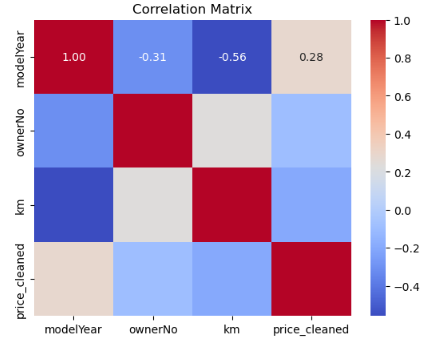 Correlation Matrix
modelYear
1.00 -0.31 -0.56 0.28
ownerNo
km
price_cleaned
modelYear ownerNo km price_cleaned
1.0
0.8
0.6
0.4
0.2
0.0
−0.2
−0.4